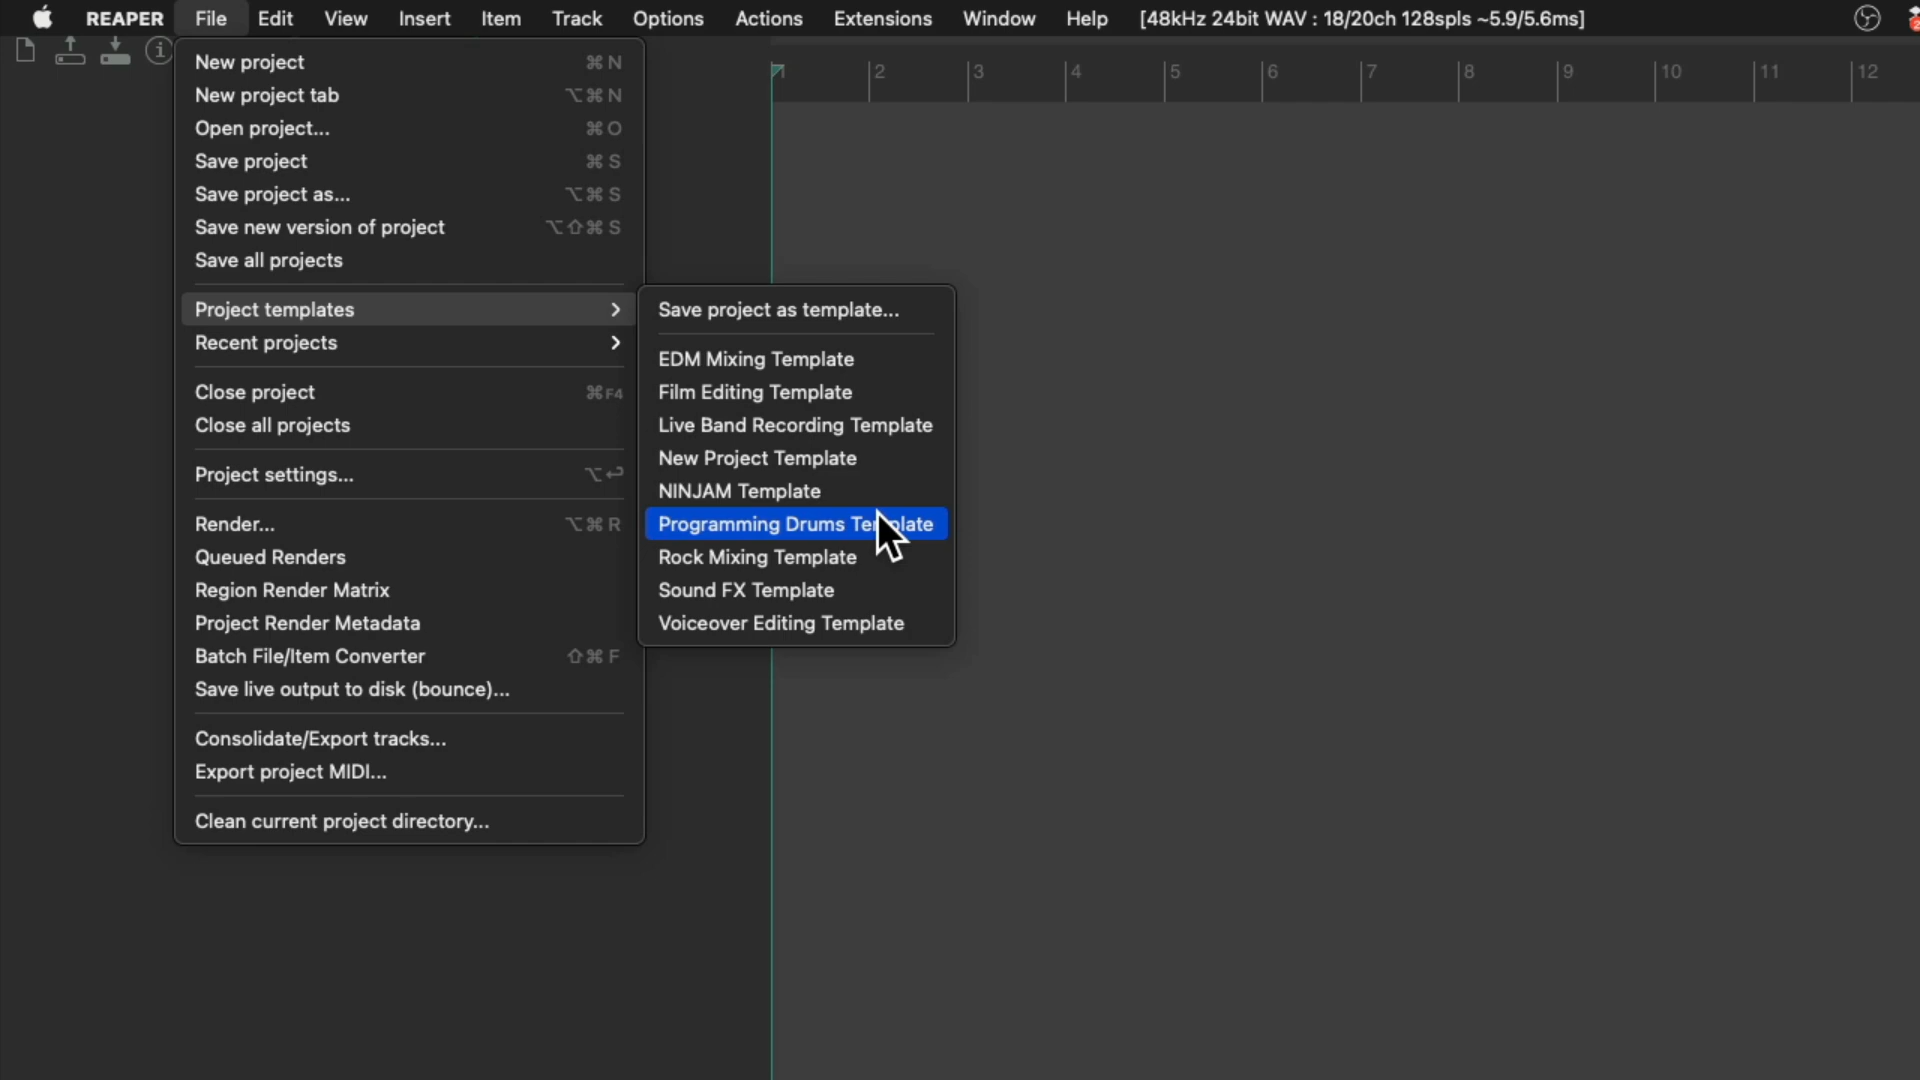 REAPER File Edit View Insert Item Track Options Actions Extensions Window Help [48kHz 24bit WAV : 18/20ch 128spls ~5.9/5.6ms]
1 2 3 4 5 6 7 8 9 10 11 12
New project ⌘ N
New project tab ⌥⌘ N
Open project... ⌘ O
Save project ⌘ S
Save project as... ⌥⌘ S
Save new version of project ⌥⇧⌘ S
Save all projects
Project templates >
Recent projects >
Close project ⌘F4
Close all projects
Project settings... ⌥↩
Render... ⌥⌘ R
Queued Renders
Region Render Matrix
Project Render Metadata
Batch File/Item Converter ⇧⌘ F
Save live output to disk (bounce)...
Consolidate/Export tracks...
Export project MIDI...
Clean current project directory...
Save project as template...
EDM Mixing Template
Film Editing Template
Live Band Recording Template
New Project Template
NINJAM Template
Programming Drums Template
Rock Mixing Template
Sound FX Template
Voiceover Editing Template